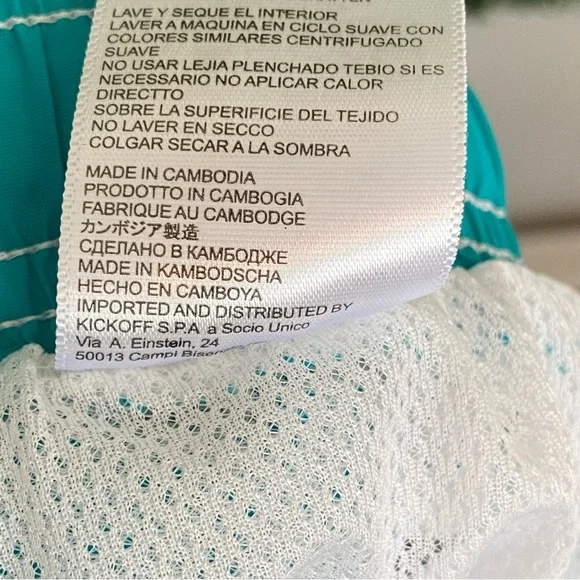 LAVE Y SEQUE EL INTERIOR
LAVER A MAQUINA EN CICLO SUAVE CON
COLORES SIMILARES CENTRIFUGADO
SUAVE
NO USAR LEJIA PLENCHADO TEBIO SI ES
NECESSARIO NO APLICAR CALOR
DIRECTTO
SOBRE LA SUPERIFICIE DEL TEJIDO
NO LAVER EN SECCO
COLGAR SECAR A LA SOMBRA
MADE IN CAMBODIA
PRODOTTO IN CAMBOGIA
FABRIQUE AU CAMBODGE
カンボジア製造
СДЕЛАНО В КАМБОДЖЕ
MADE IN KAMBODSCHA
HECHO EN CAMBOYA
IMPORTED AND DISTRIBUTED BY
KICKOFF S.P.A a Socio Unico
Via A. Einstein, 24
50013 Campi